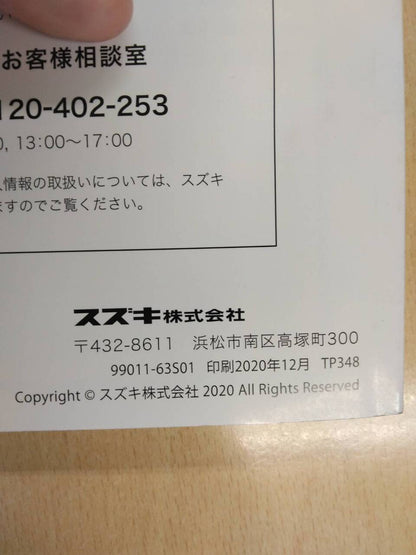 お客様相談室
120-402-253
, 13:00～17:00
情報の取扱いについては、スズキ
ますのでご覧ください。
スズキ株式会社
〒432-8611 浜松市南区高塚町300
99011-63S01 印刷2020年12月 TP348
Copyright © スズキ株式会社 2020 All Rights Reserved